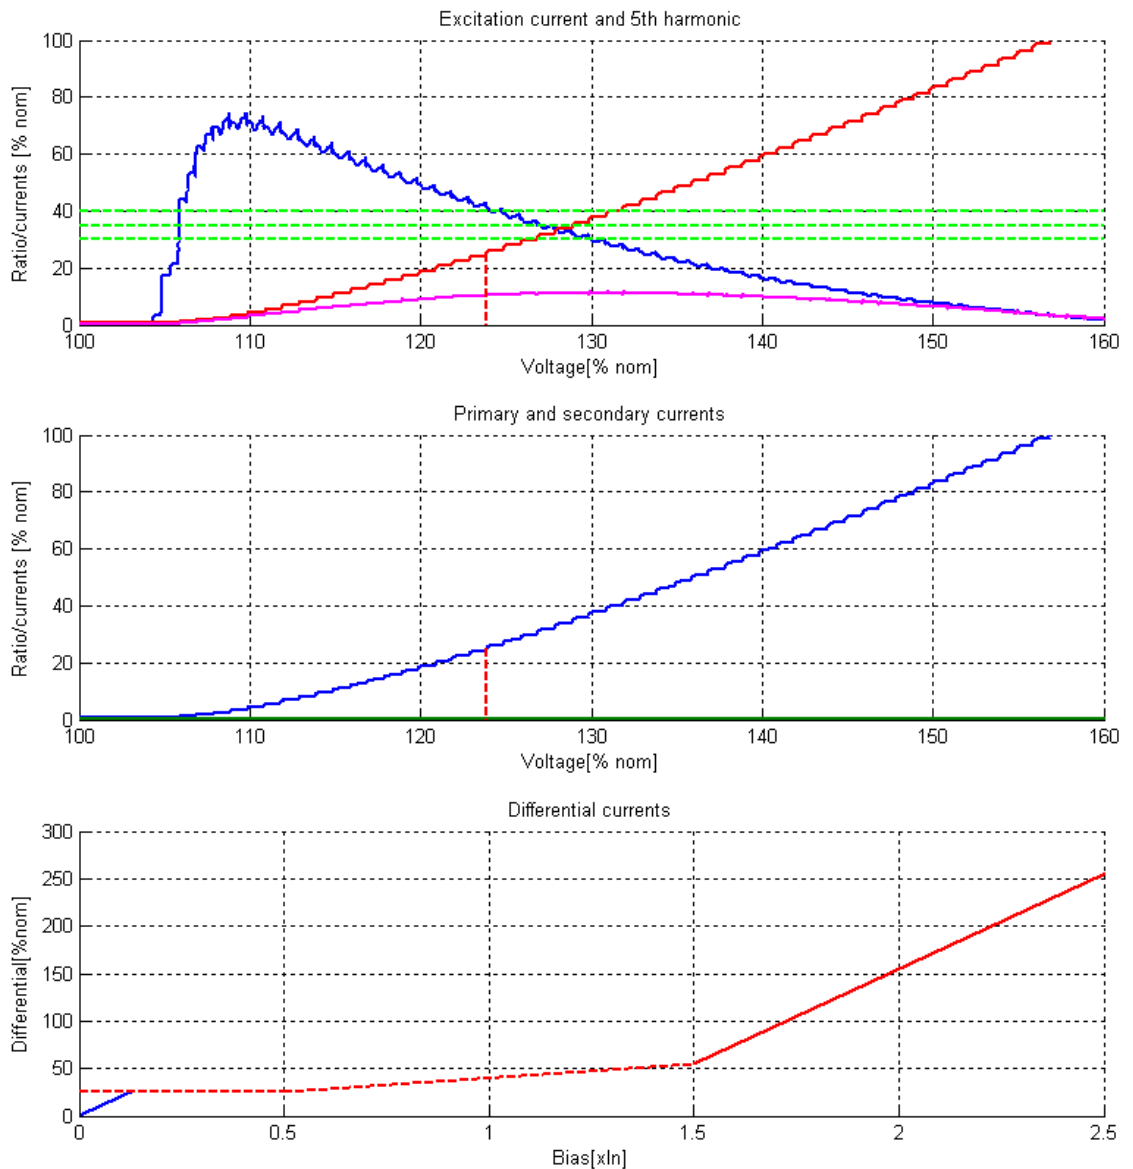 Excitation current and 5th harmonic
Ratio/currents [% nom]
100
80
60
40
20
0
100 110 120 130 140 150 160
Voltage[% nom]
Primary and secondary currents
Ratio/currents [% nom]
100
80
60
40
20
0
100 110 120 130 140 150 160
Voltage[% nom]
Differential currents
Differential[%nom]
300
250
200
150
100
50
0
0 0.5 1 1.5 2 2.5
Bias[xIn]